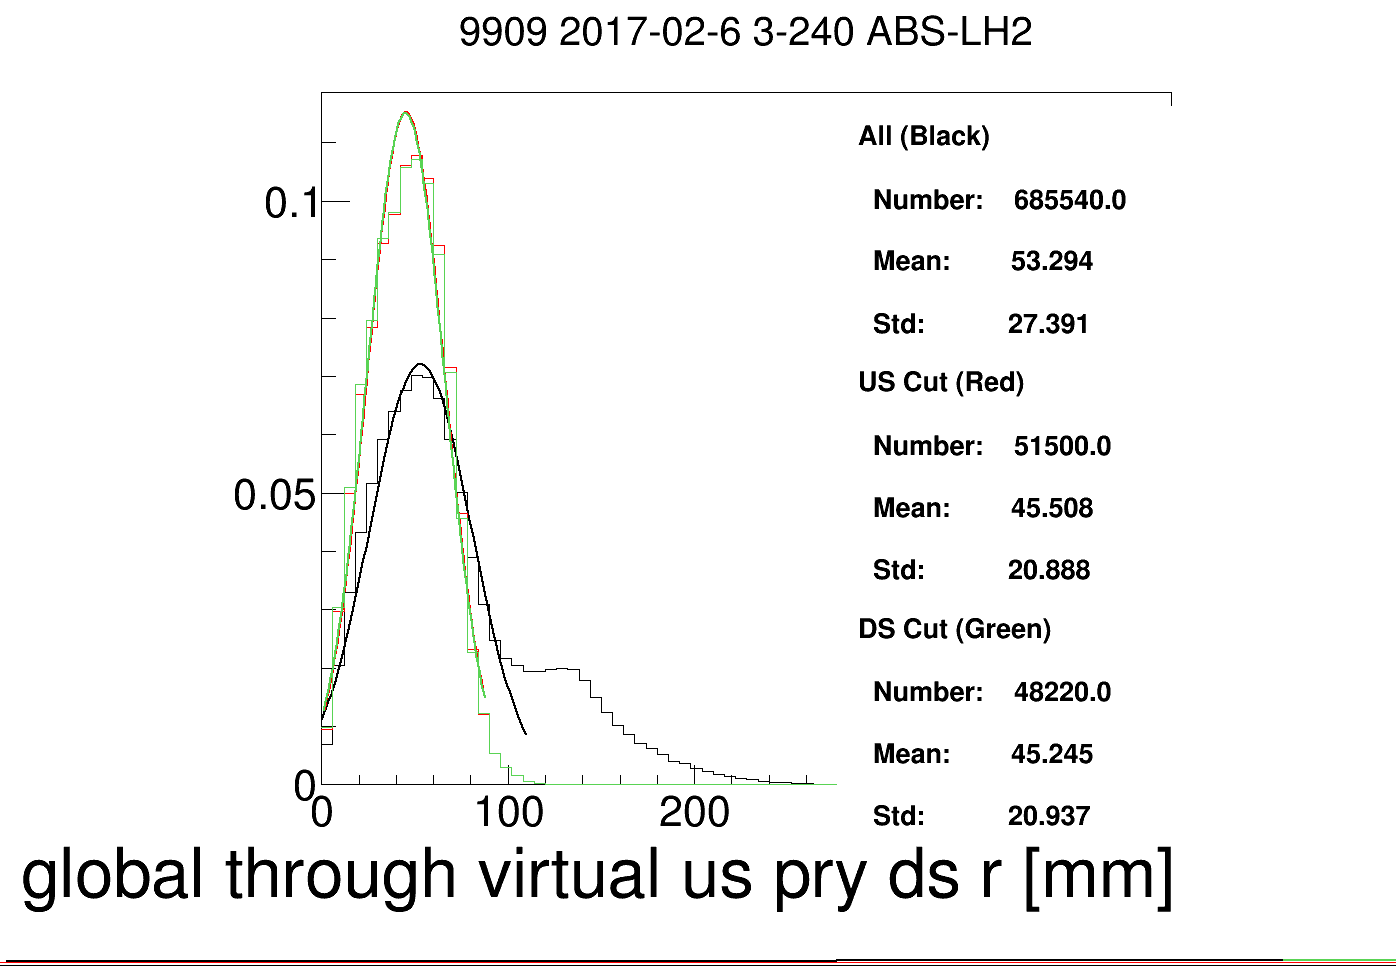 9909 2017-02-6 3-240 ABS-LH2
All (Black)
Number: 685540.0
Mean: 53.294
Std: 27.391
US Cut (Red)
Number: 51500.0
Mean: 45.508
Std: 20.888
DS Cut (Green)
Number: 48220.0
Mean: 45.245
Std: 20.937
0.1
0.05
0
0 100 200
global through virtual us pry ds r [mm]